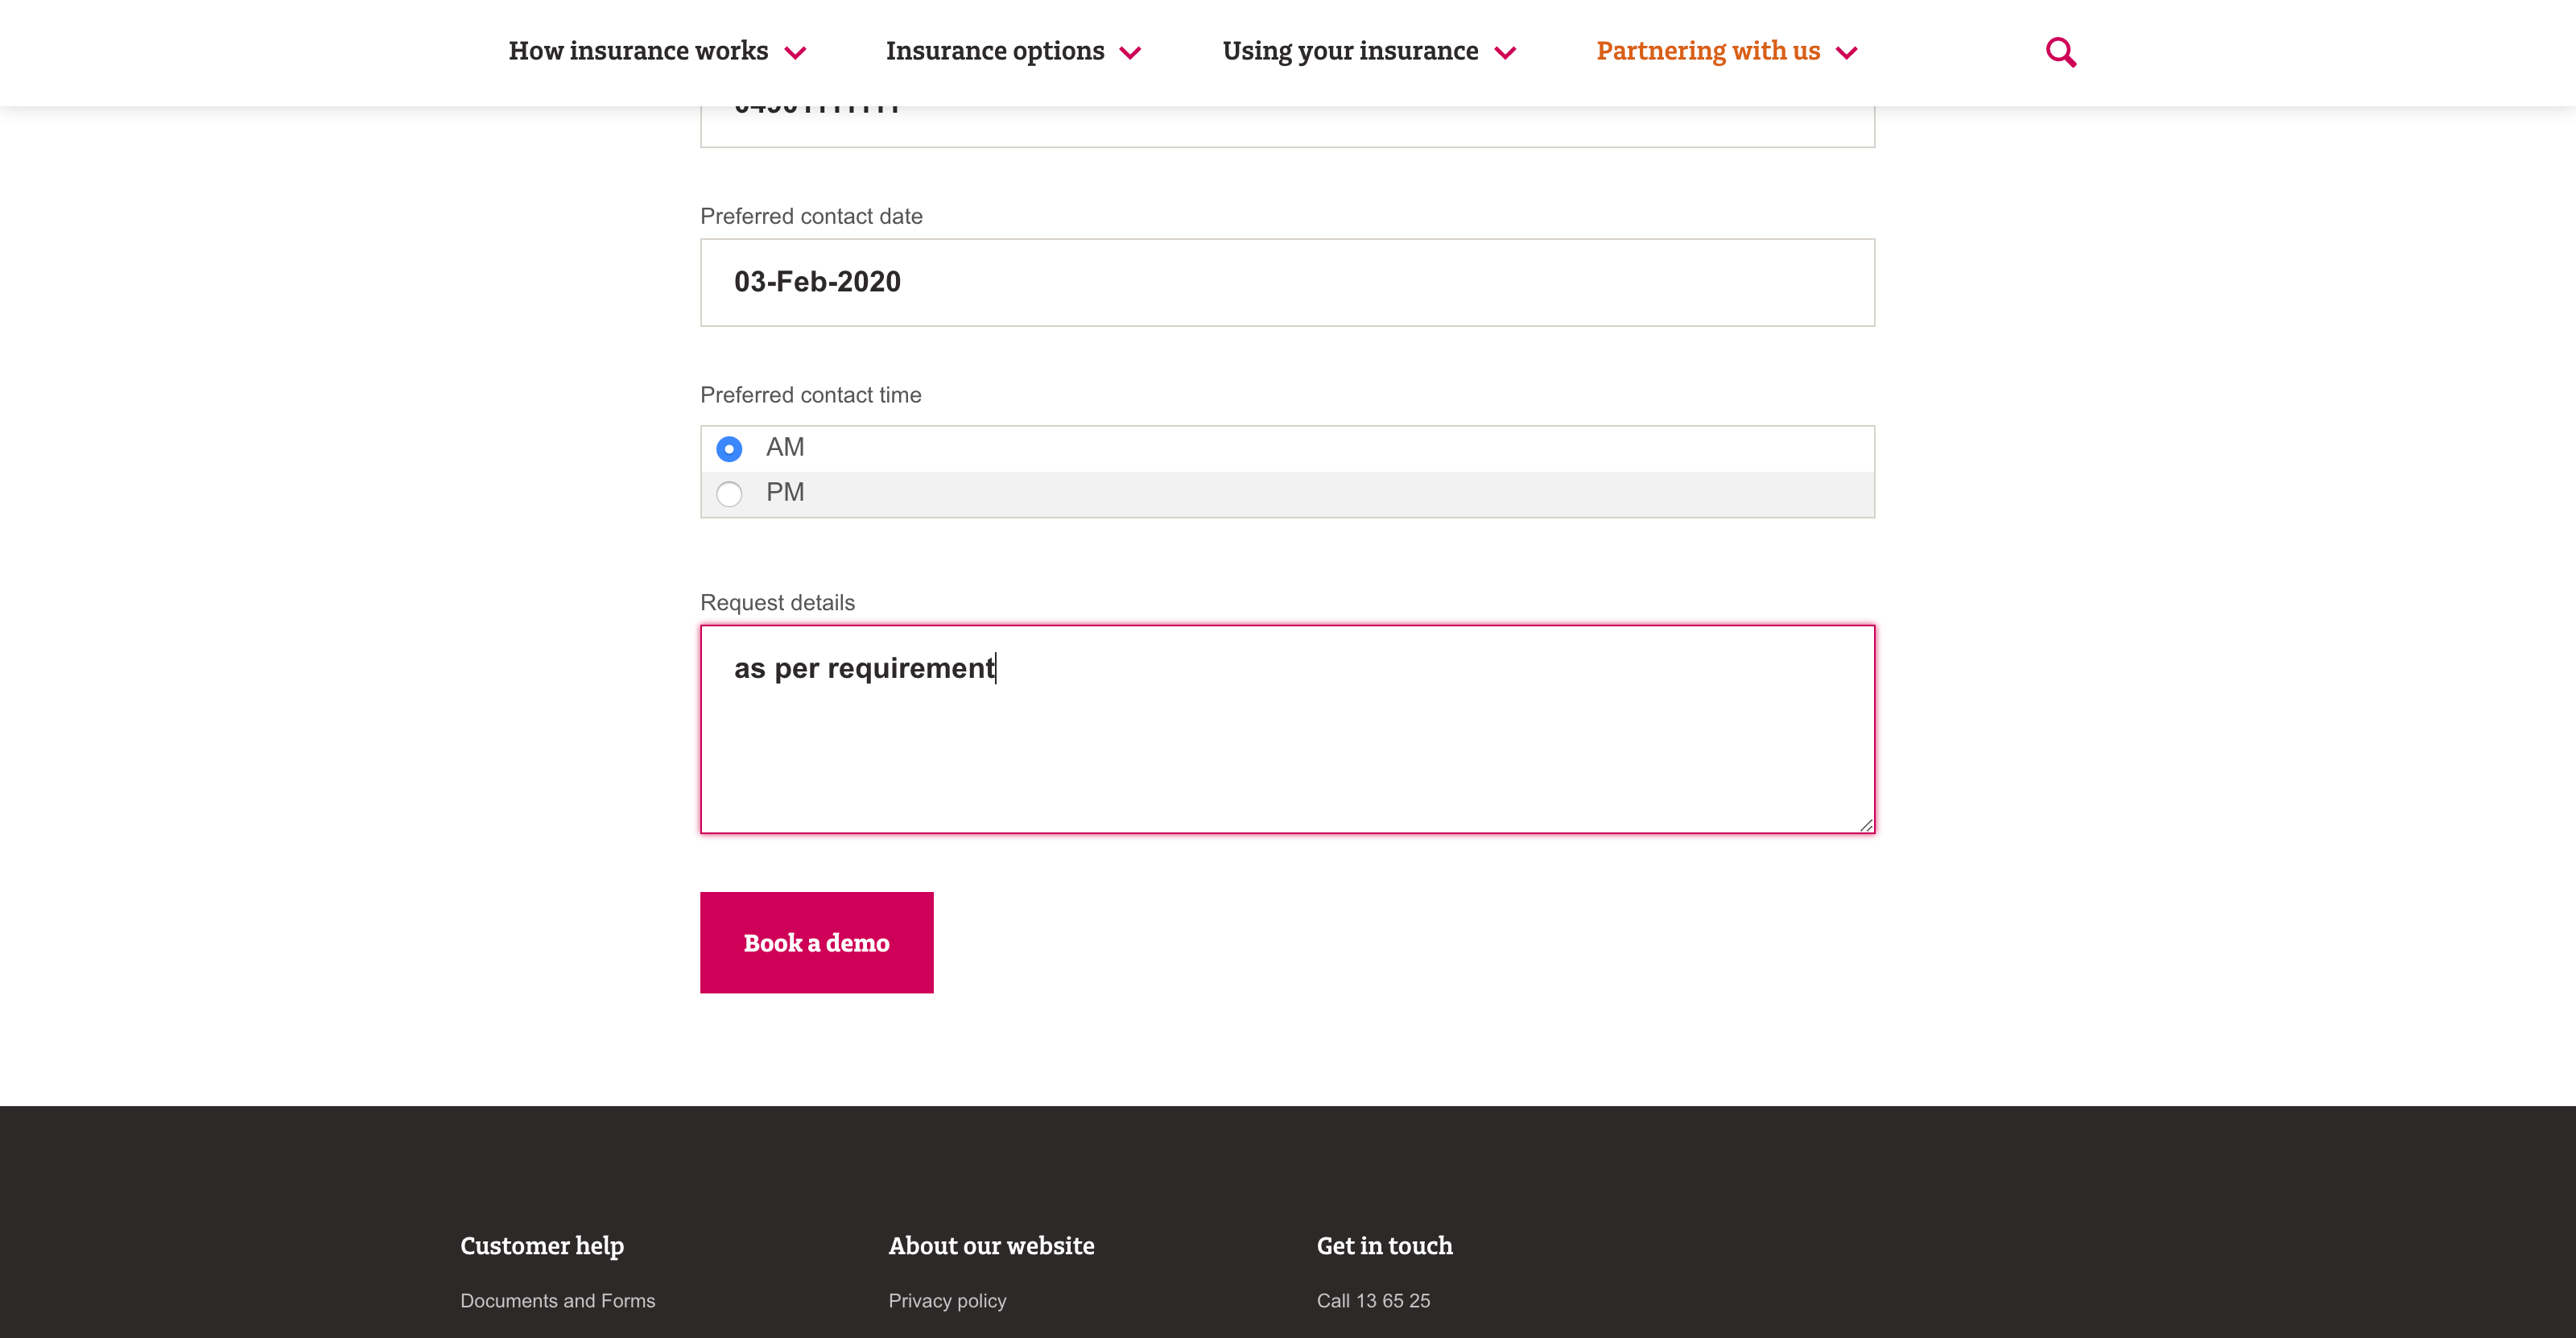 How insurance works
Insurance options
Using your insurance
Partnering with us
Preferred contact date
03-Feb-2020
Preferred contact time
AM
PM
Request details
as per requirement
Book a demo
Customer help
About our website
Get in touch
Documents and Forms
Privacy policy
Call 13 65 25